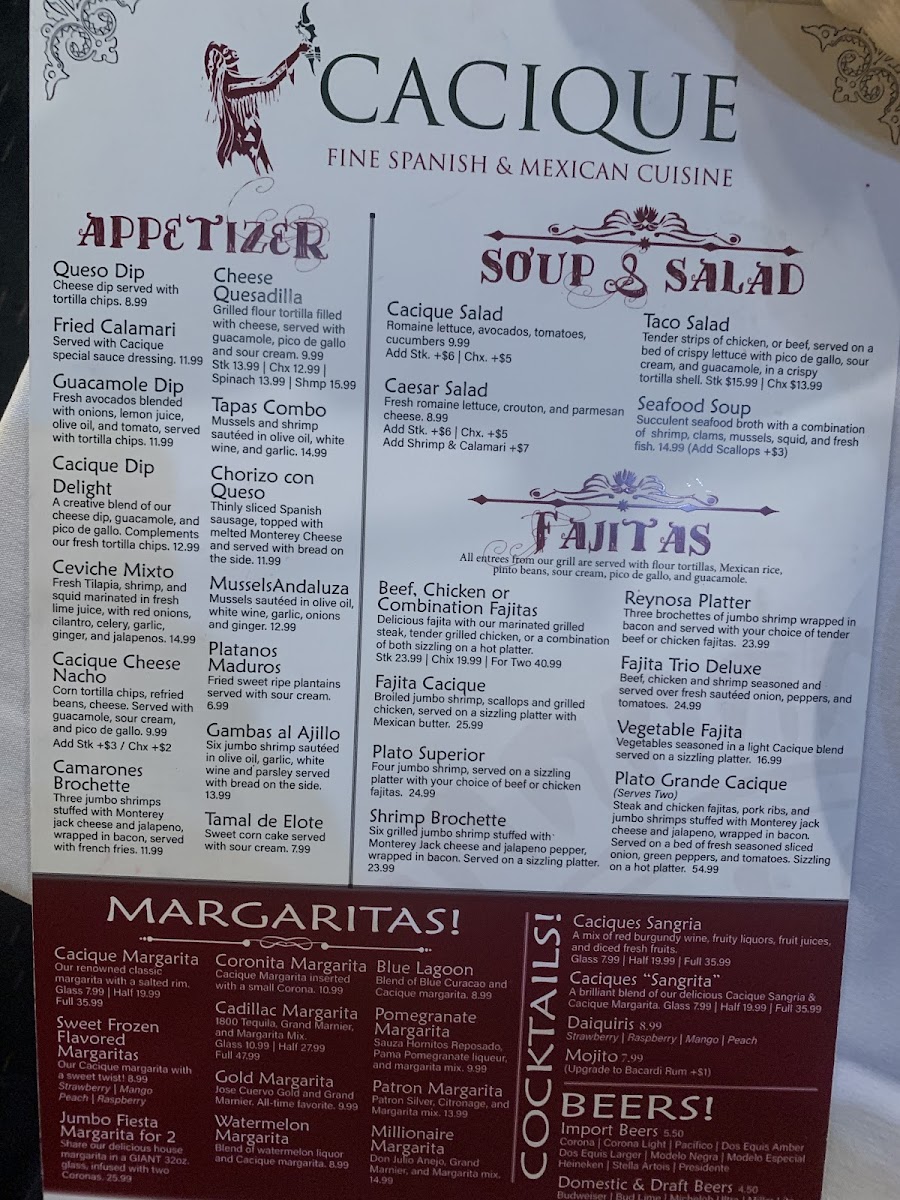 CACIQUE
FINE SPANISH & MEXICAN CUISINE
APPETIZER
Queso Dip
Cheese dip served with
tortilla chips. 8.99
Fried Calamari
Served with Cacique
special sauce dressing. 11.99
Guacamole Dip
Fresh avocados blended
with onions, lemon juice,
olive oil, and tomato, served
with tortilla chips. 11.99
Cacique Dip
Delight
A creative blend of our
cheese dip, guacamole, and
pico de gallo. Complements
our fresh tortilla chips. 12.99
Ceviche Mixto
Fresh Tilapia, shrimp, and
squid marinated in fresh
lime juice, with red onions,
cilantro, celery, garlic,
ginger, and jalapenos. 14.99
Cacique Cheese
Nacho
Corn tortilla chips, refried
beans, cheese. Served with
guacamole, sour cream,
and pico de gallo. 9.99
Add Stk +$3 / Chx +$2
Camarones
Brochette
Three jumbo shrimps
stuffed with Monterey
jack cheese and jalapeno,
wrapped in bacon, served
with french fries. 11.99
Cheese
Quesadilla
Grilled flour tortilla filled
with cheese, served with
guacamole, pico de gallo
and sour cream. 9.99
Stk 13.99 | Chx 12.99 |
Spinach 13.99 | Shmp 15.99
Tapas Combo
Mussels and shrimp
sautéed in olive oil, white
wine, and garlic. 14.99
Chorizo con
Queso
Thinly sliced Spanish
sausage, topped with
melted Monterey Cheese
and served with bread on
the side. 11.99
MusselsAndaluza
Mussels sautéed in olive oil,
white wine, garlic, onions
and ginger. 12.99
Platanos
Maduros
Fried sweet ripe plantains
served with sour cream.
6.99
Gambas al Ajillo
Six jumbo shrimp sautéed
in olive oil, garlic, white
wine and parsley served
with bread on the side.
13.99
Tamal de Elote
Sweet corn cake served
with sour cream. 7.99
SOUP & SALAD
Cacique Salad
Romaine lettuce, avocados, tomatoes,
cucumbers 9.99
Add Stk. +$6 | Chx. +$5
Caesar Salad
Fresh romaine lettuce, crouton, and parmesan
cheese. 8.99
Add Stk. +$6 | Chx. +$5
Add Shrimp & Calamari +$7
Taco Salad
Tender strips of chicken, or beef, served on a
bed of crispy lettuce with pico de gallo, sour
cream, and guacamole, in a crispy
tortilla shell. Stk $15.99 | Chx $13.99
Seafood Soup
Succulent seafood broth with a combination
of shrimp, clams, mussels, squid, and fresh
fish. 14.99 (Add Scallops +$3)
FAJITAS
All entrees from our grill are served with flour tortillas, Mexican rice,
pinto beans, sour cream, pico de gallo, and guacamole.
Beef, Chicken or
Combination Fajitas
Delicious fajita with our marinated grilled
steak, tender grilled chicken, or a combination
of both sizzling on a hot platter.
Stk 23.99 | Chix 19.99 | For Two 40.99
Fajita Cacique
Broiled jumbo shrimp, scallops and grilled
chicken, served on a sizzling platter with
Mexican butter. 25.99
Plato Superior
Four jumbo shrimp, served on a sizzling
platter with your choice of beef or chicken
fajitas. 24.99
Shrimp Brochette
Six grilled jumbo shrimp stuffed with
Monterey Jack cheese and jalapeno pepper,
wrapped in bacon. Served on a sizzling platter.
23.99
Reynosa Platter
Three brochettes of jumbo shrimp wrapped in
bacon and served with your choice of tender
beef or chicken fajitas. 23.99
Fajita Trio Deluxe
Beef, chicken and shrimp seasoned and
served over fresh sautéed onion, peppers, and
tomatoes. 24.99
Vegetable Fajita
Vegetables seasoned in a light Cacique blend
served on a sizzling platter. 16.99
Plato Grande Cacique
(Serves Two)
Steak and chicken fajitas, pork ribs, and
jumbo shrimps stuffed with Monterey jack
cheese and jalapeno, wrapped in bacon.
Served on a bed of fresh seasoned sliced
onion, green peppers, and tomatoes. Sizzling
on a hot platter. 54.99
MARGARITAS!
Cacique Margarita
Our renowned classic
margarita with a salted rim.
Glass 7.99 | Half 19.99
Full 35.99
Sweet Frozen
Flavored
Margaritas
Our Cacique margarita with
a sweet twist! 8.99
Strawberry | Mango
Peach | Raspberry
Jumbo Fiesta
Margarita for 2
Share our delicious house
margarita in a GIANT 32oz.
glass, infused with two
Coronas. 25.99
Coronita Margarita
Cacique Margarita inserted
with a small Corona. 10.99
Cadillac Margarita
1800 Tequila, Grand Marnier,
and Margarita Mix.
Glass 10.99 | Half 27.99
Full 47.99
Gold Margarita
Jose Cuervo Gold and Grand
Marnier. All-time favorite. 9.99
Watermelon
Margarita
Blend of watermelon liquor
and Cacique margarita. 8.99
Blue Lagoon
Blend of Blue Curacao and
Cacique margarita. 8.99
Pomegranate
Margarita
Sauza Hornitos Reposado,
Pama Pomegranate liqueur,
and margarita mix. 9.99
Patron Margarita
Patron Silver, Citronage, and
Margarita mix. 13.99
Millionaire
Margarita
Don Julio Anejo, Grand
Marnier, and Margarita mix.
14.99
COCKTAILS!
Caciques Sangria
A mix of red burgundy wine, fruity liquors, fruit juices,
and diced fresh fruits.
Glass 7.99 | Half 19.99 | Full 35.99
Caciques "Sangrita"
A brilliant blend of our delicious Cacique Sangria &
Cacique Margarita. Glass 7.99 | Half 19.99 | Full 35.99
Daiquiris 8.99
Strawberry | Raspberry | Mango | Peach
Mojito 7.99
(Upgrade to Bacardi Rum +$1)
BEERS!
Import Beers 5.50
Corona | Corona Light | Pacifico | Dos Equis Amber
Dos Equis Larger | Modelo Negra | Modelo Especial
Heineken | Stella Artois | Presidente
Domestic & Draft Beers 4.50
Budweiser | Bud Lime | Michelob Ultra